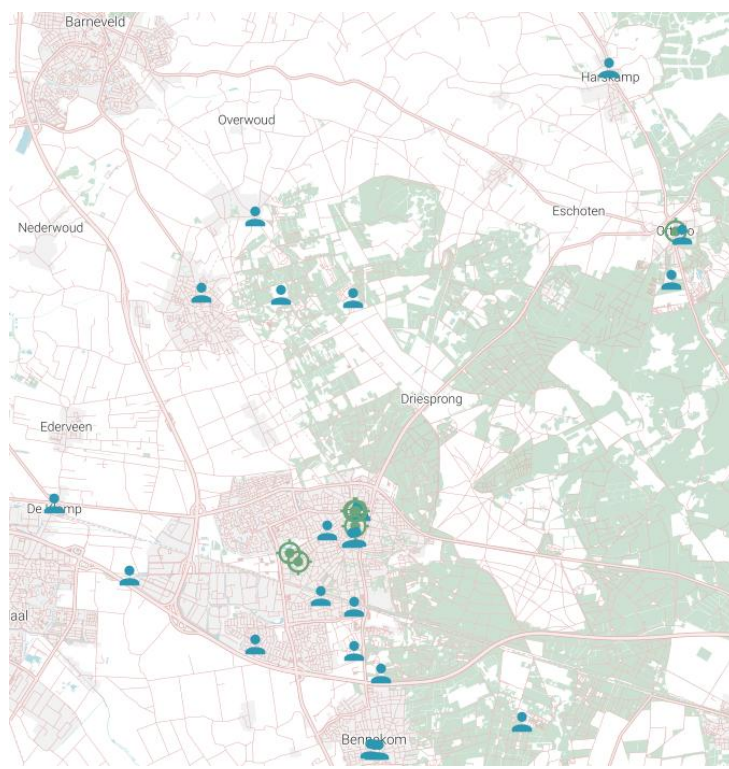 Barneveld
Harskamp
Overwoud
Eschoten
Nederwoud
Driesprong
Ederveen
Bennekom